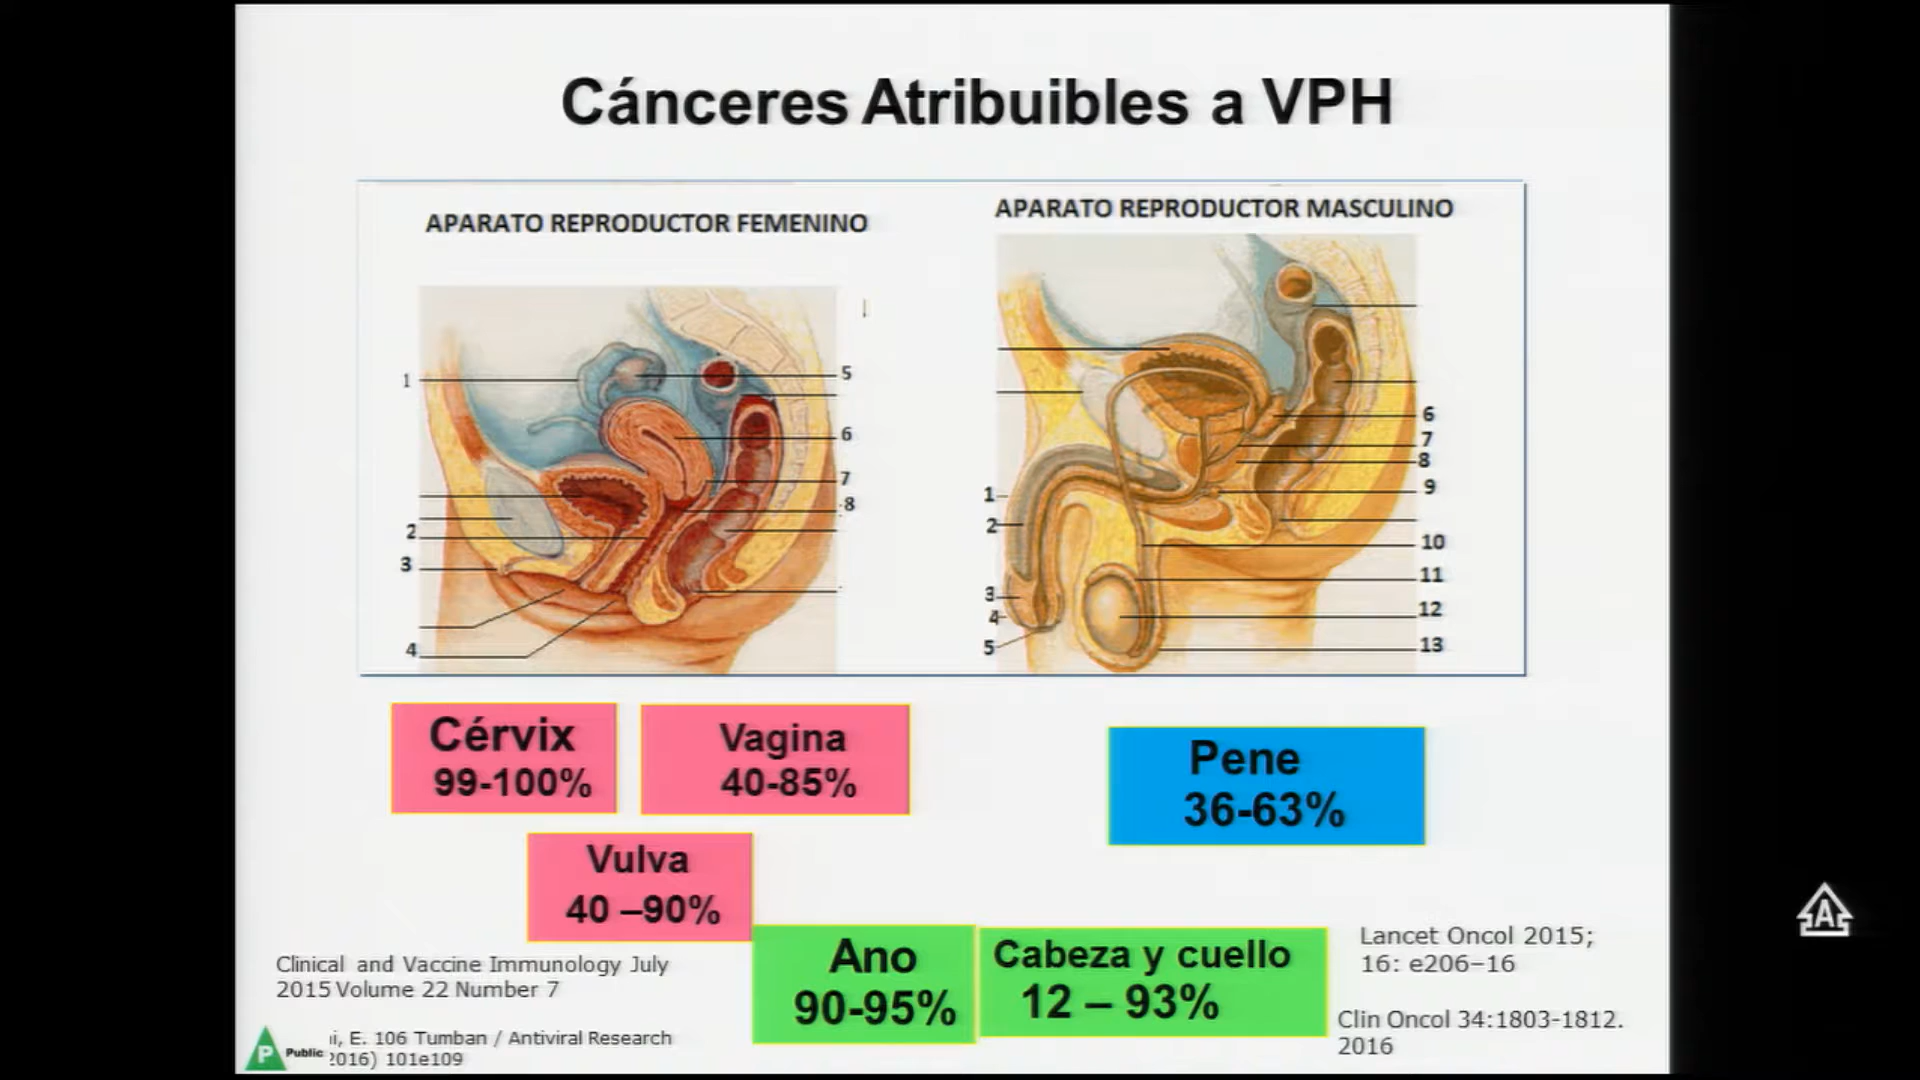 Cánceres Atribuibles a VPH
APARATO REPRODUCTOR FEMENINO
1
2
3
4
5
6
7
8
APARATO REPRODUCTOR MASCULINO
1
2
3
4
5
6
7
8
9
10
11
12
13
Cérvix
99-100%
Vagina
40-85%
Pene
36-63%
Vulva
40 –90%
Ano
90-95%
Cabeza y cuello
12 – 93%
Clinical and Vaccine Immunology July
2015 Volume 22 Number 7
E. 106 Tumban / Antiviral Research
2016) 101e109
Lancet Oncol 2015;
16: e206–16
Clin Oncol 34:1803-1812.
2016
P
Public
A